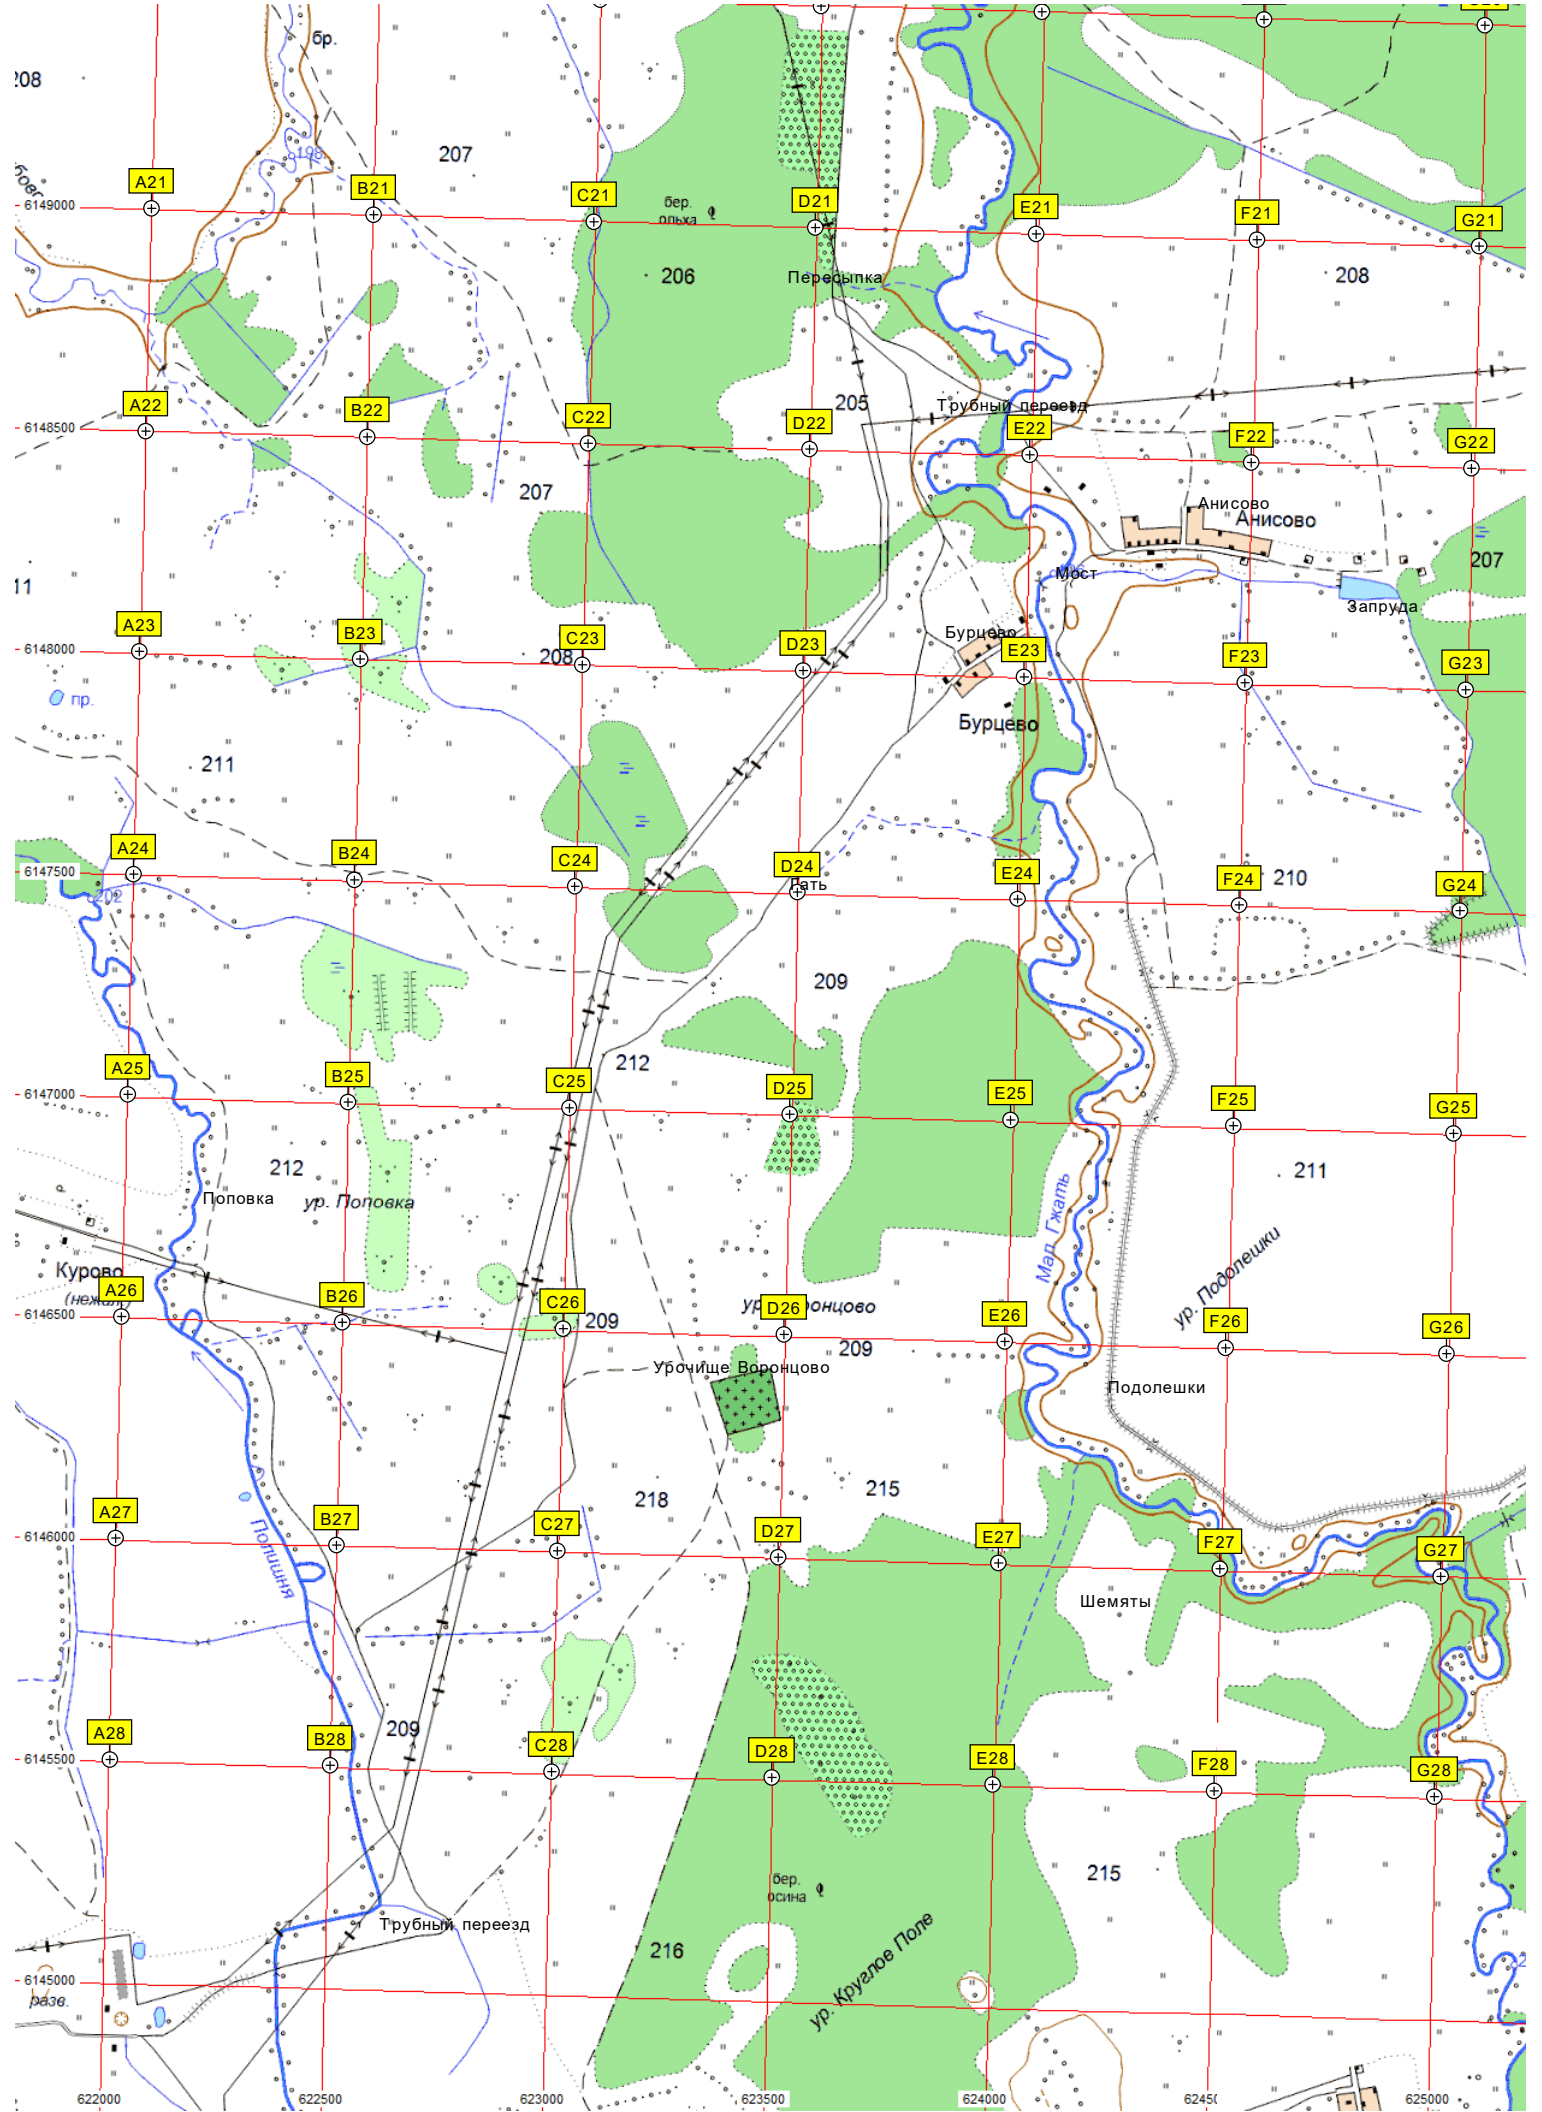 бр.
208
207
198
A21
B21
C21
бер.
ольха
D21
E21
F21
G21
6149000
206
Пересыпка
208
A22
B22
C22
D22
205
Трубный переезд
E22
F22
G22
6148500
207
Анисово
Анисово
207
11
Мост
Запруда
A23
B23
C23
D23
Бурцево
E23
F23
G23
6148000
208
пр.
Бурцево
211
A24
B24
C24
D24
Гать
E24
F24
210
G24
6147500
202
209
212
A25
B25
C25
D25
E25
F25
G25
6147000
212
Поповка
ур. Поповка
211
Мал. Гжать
ур. Подолешки
Курово
A26
B26
C26
209
D26
E26
F26
G26
6146500
209
Урочище Воронцово
Подолешки
218
215
A27
B27
C27
D27
E27
F27
G27
6146000
Полишня
Шемяты
A28
B28
209
C28
D28
E28
F28
G28
6145500
215
бер.
осина
Трубный переезд
216
ур. Круглое Поле
6145000
разв.
622000
622500
623000
623500
624000
62450
625000